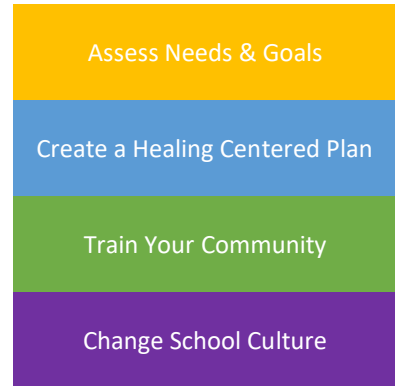 Assess Needs & Goals
Create a Healing Centered Plan
Train Your Community
Change School Culture